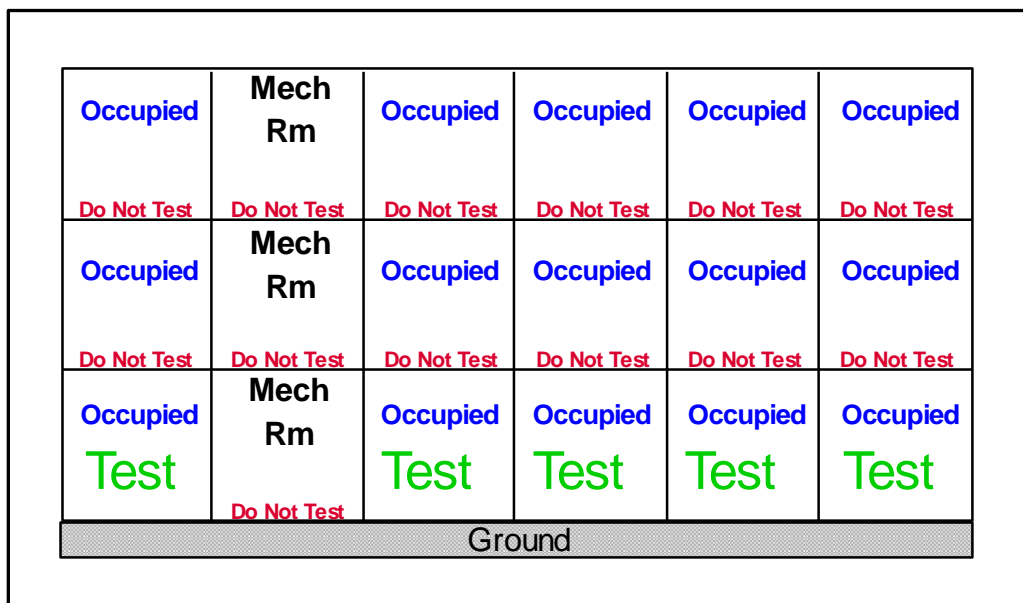 Occupied Mech Rm Occupied Occupied Occupied Occupied
Do Not Test Do Not Test Do Not Test Do Not Test Do Not Test Do Not Test
Occupied Mech Rm Occupied Occupied Occupied Occupied
Do Not Test Do Not Test Do Not Test Do Not Test Do Not Test Do Not Test
Occupied Mech Rm Occupied Occupied Occupied Occupied
Test Test Test Test Test
Do Not Test
Ground